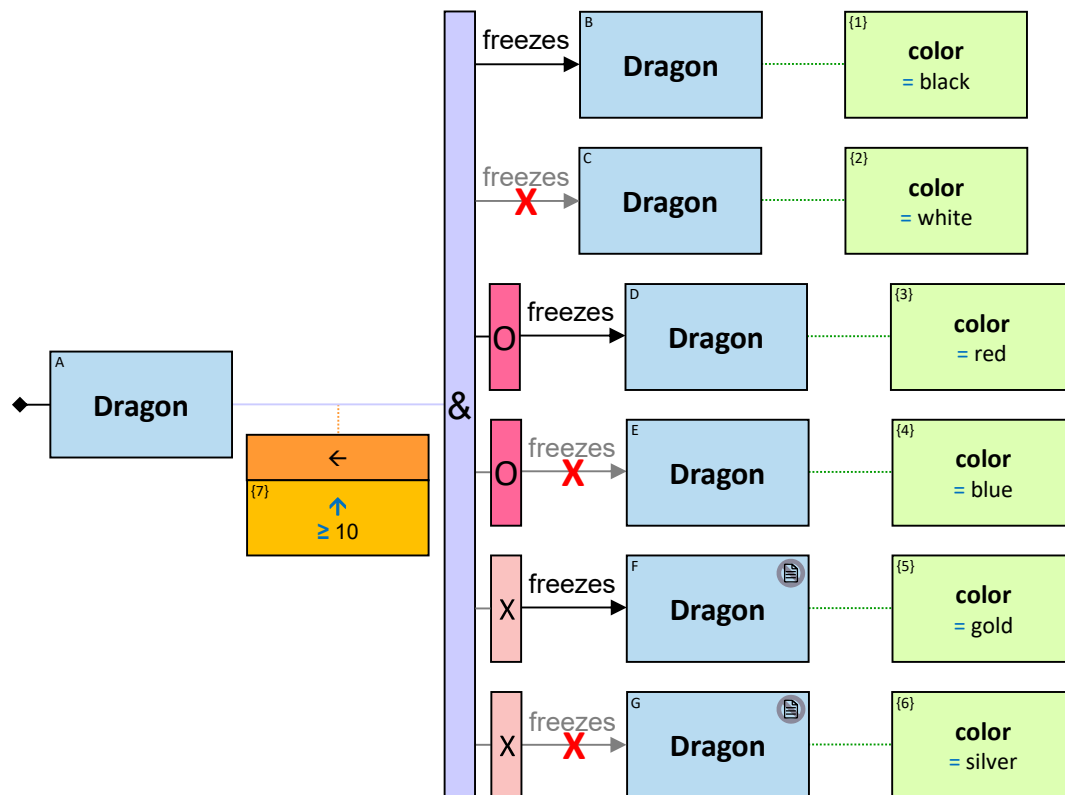 freezes
B
Dragon
{1}
color
= black
freezes
X
C
Dragon
{2}
color
= white
O
freezes
D
Dragon
{3}
color
= red
A
Dragon
&
←
{7}
↑
≥ 10
O
freezes
X
E
Dragon
{4}
color
= blue
X
freezes
F
Dragon
{5}
color
= gold
X
freezes
X
G
Dragon
{6}
color
= silver